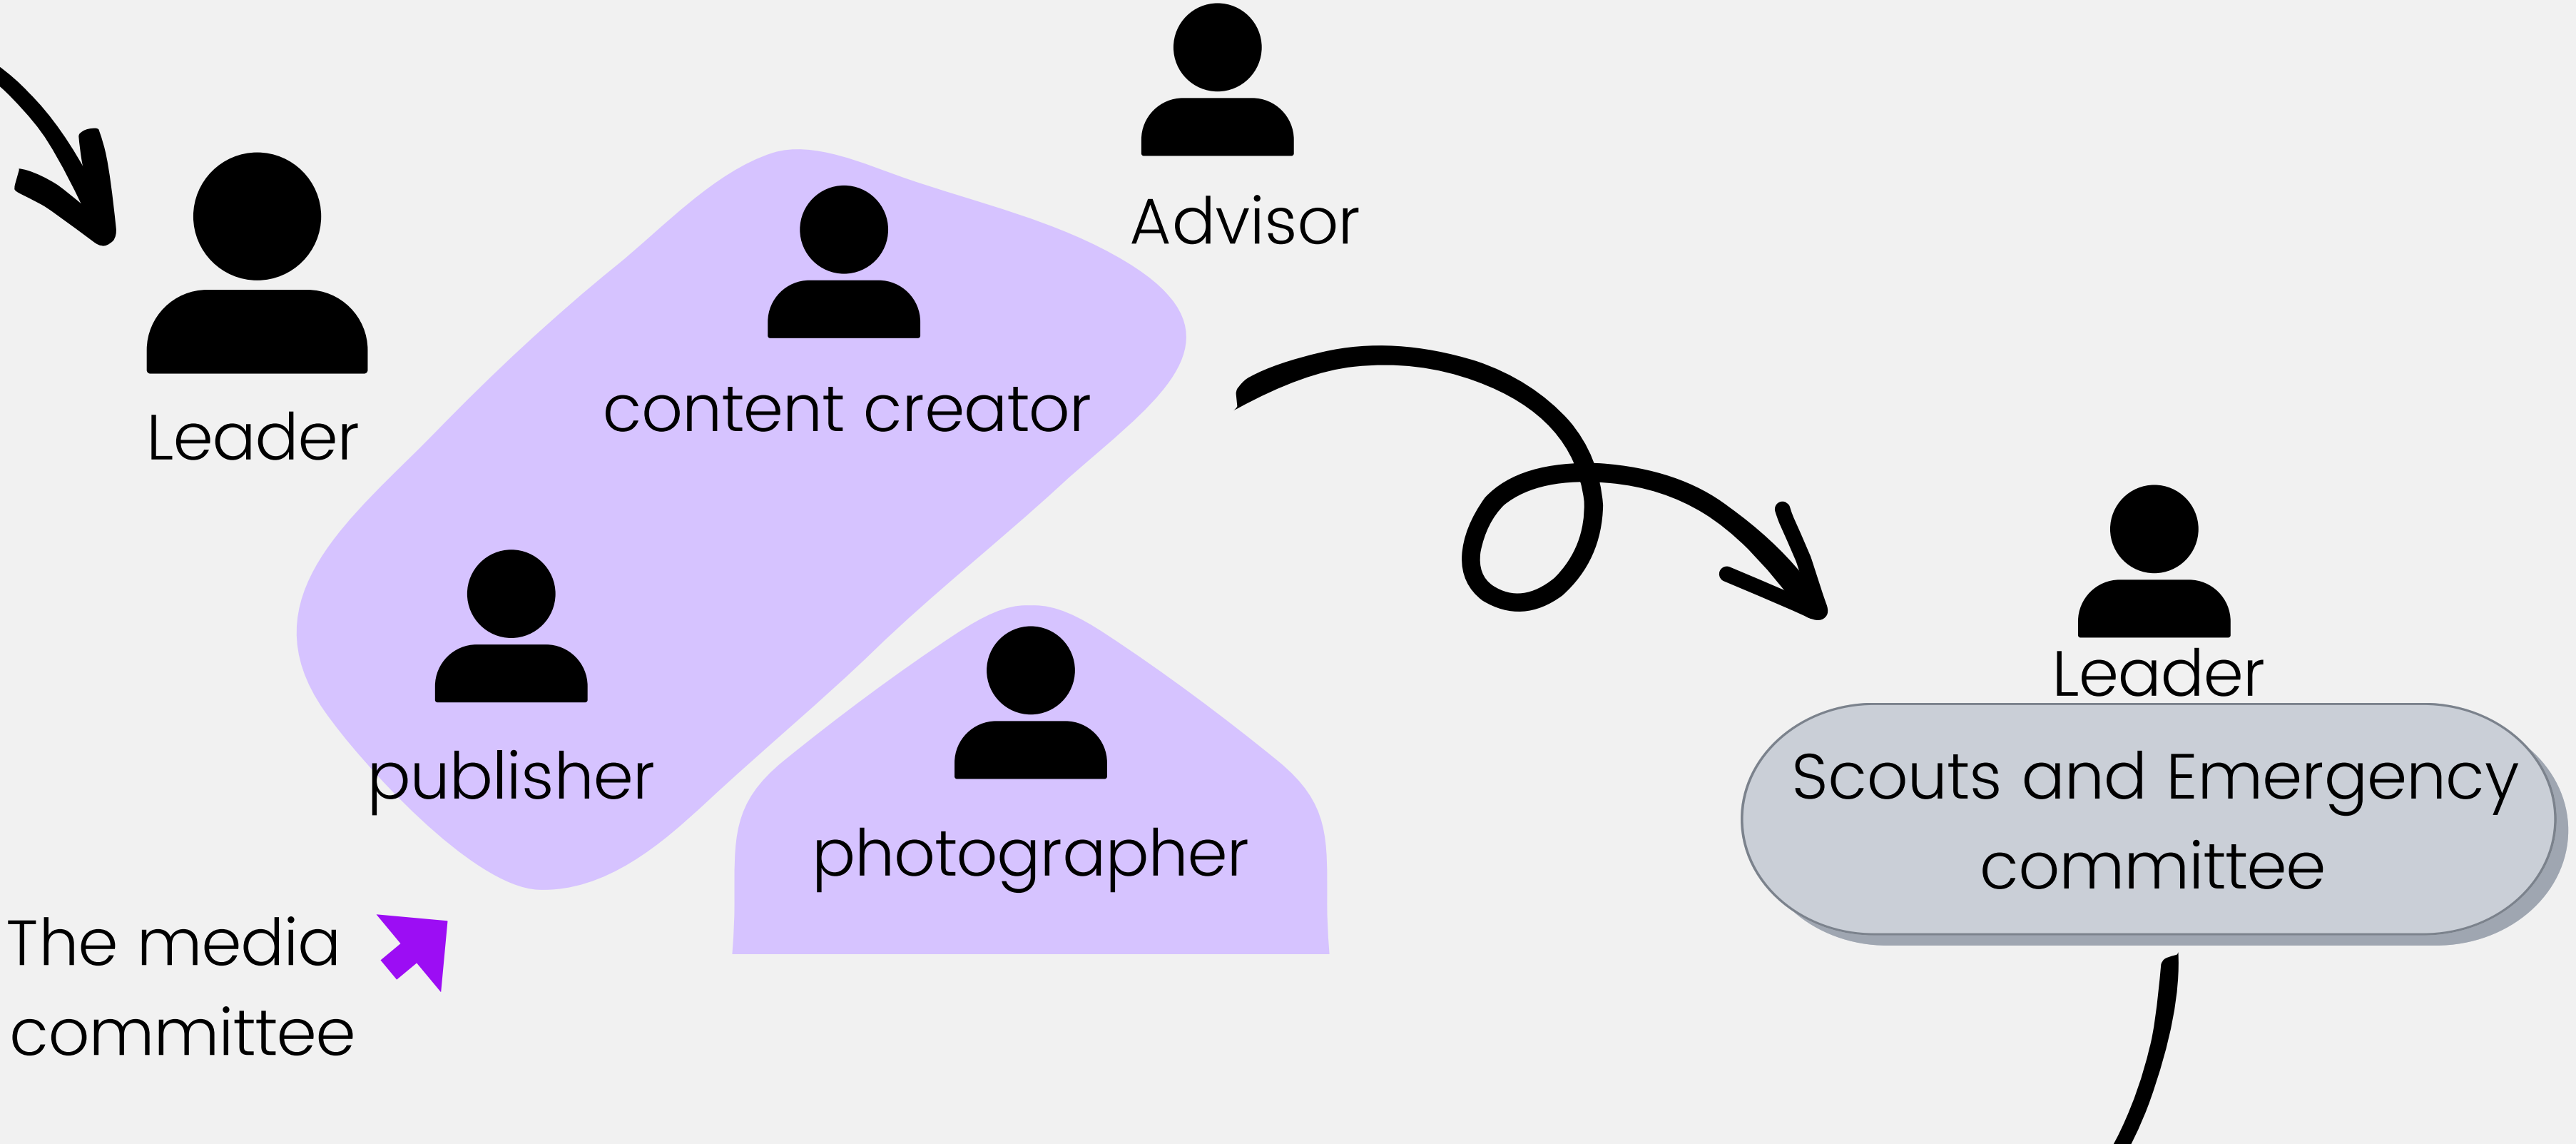 Advisor
Leader
content creator
publisher
photographer
The media
committee
Leader
Scouts and Emergency
committee